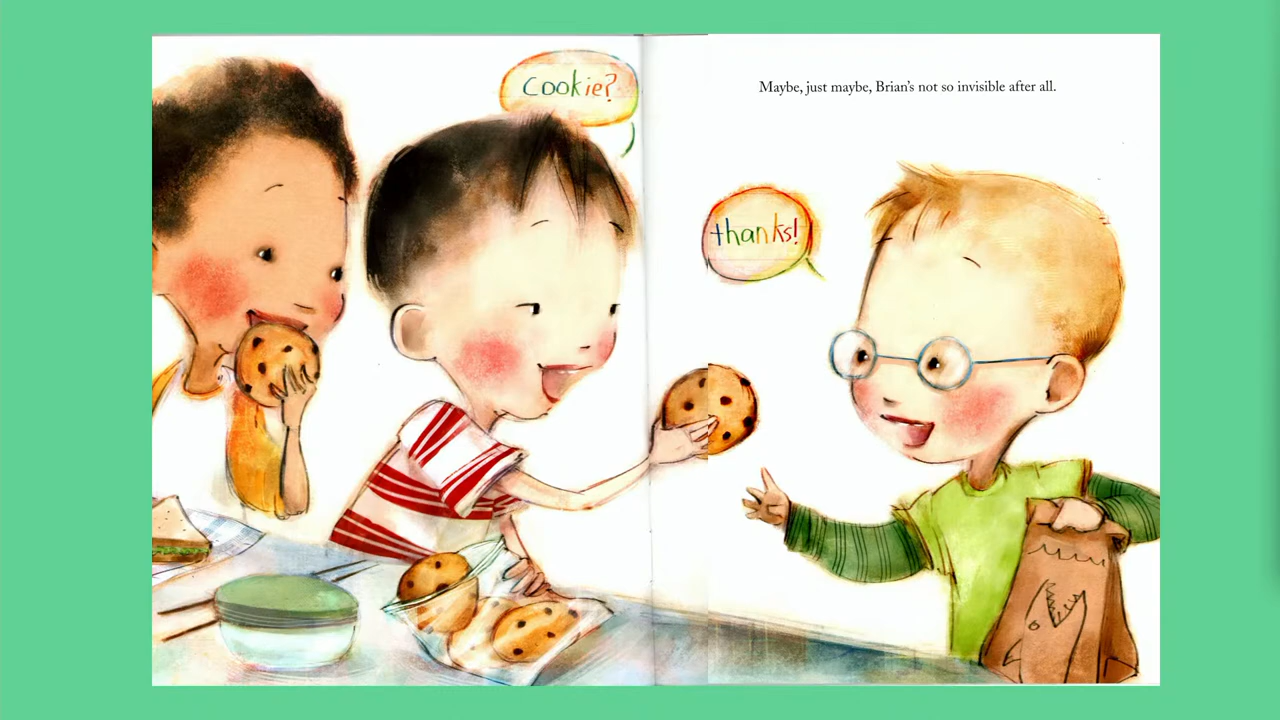 Cookie?
Maybe, just maybe, Brian's not so invisible after all.
thanks!